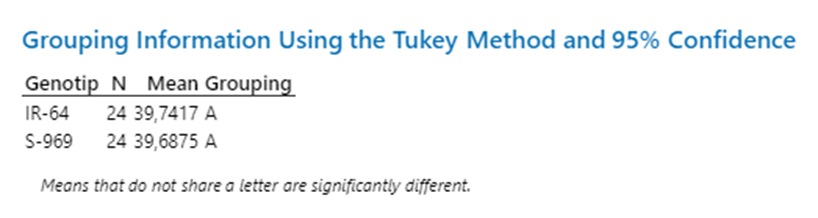 Grouping Information Using the Tukey Method and 95% Confidence
Genotip N Mean Grouping
IR-64 24 39,7417 A
S-969 24 39,6875 A
Means that do not share a letter are significantly different.